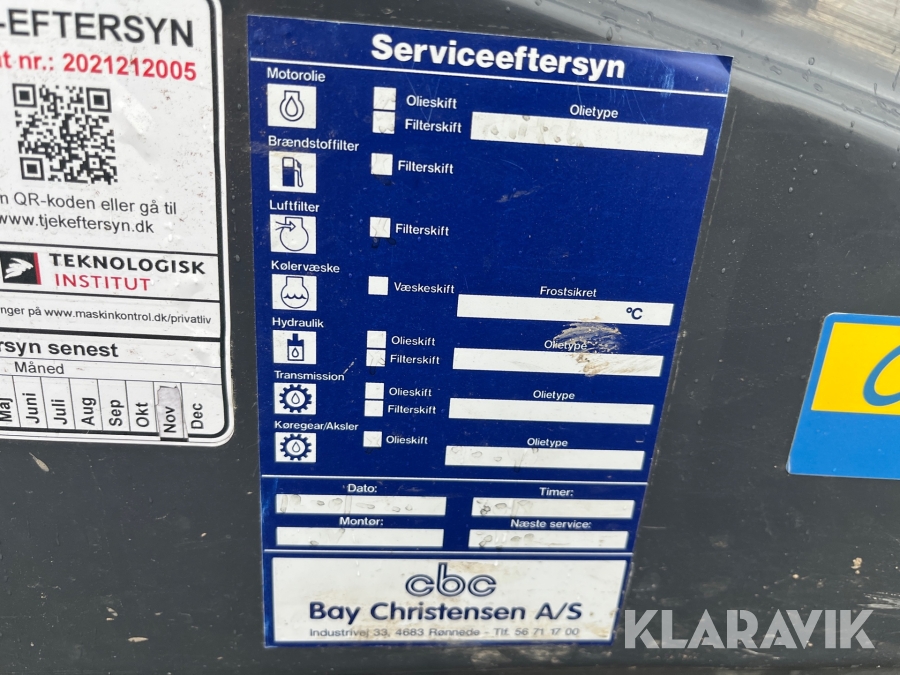 -EFTERSYN
nt nr.: 2021212005
n QR-koden eller gå til
www.tjekeftersyn.dk
TEKNOLOGISK
INSTITUT
nger på www.maskinkontrol.dk/privatliv
ersyn senest
Måned
Maj Juni Juli Aug Sep Okt Nov Dec
Serviceeftersyn
Motorolie
Olieskift
Olietype
Filterskift
Brændstoffilter
Filterskift
Luftfilter
Filterskift
Kølervæske
Væskeskift
Frostsikret
°C
Hydraulik
Olieskift
Olietype
Filterskift
Transmission
Olieskift
Olietype
Filterskift
Køregear/Aksler
Olieskift
Olietype
Dato:
Timer:
Montør:
Næste service:
cbc
Bay Christensen A/S
Industrivej 33, 4683 Rønnede - Tlf. 56 71 17 00
KLARAVIK